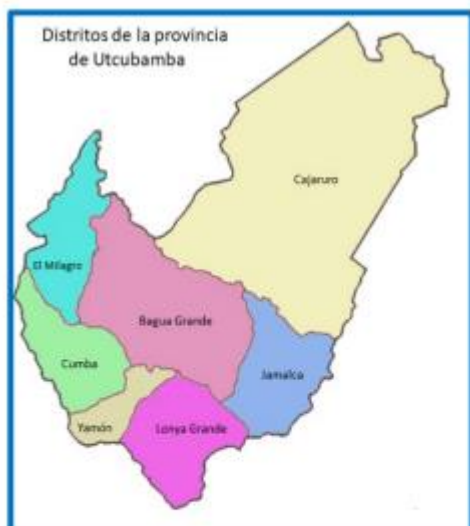 Distritos de la provincia
de Utcubamba
Cajaruro
El Milagro
Bagua Grande
Cumba
Jamalca
Yamón
Lonya Grande